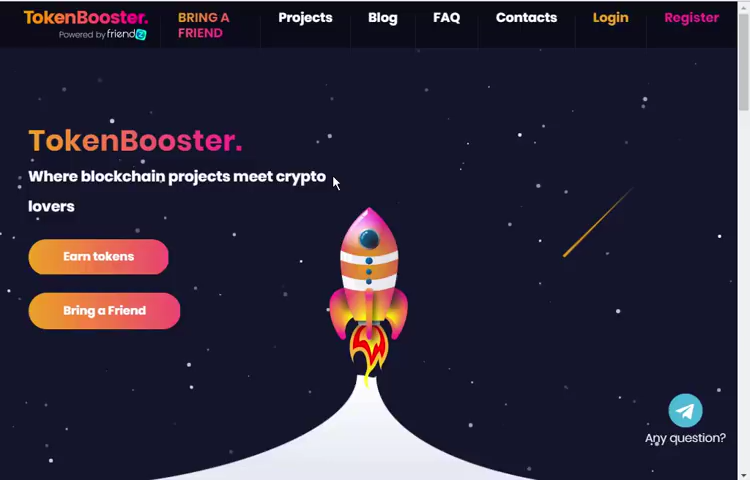 TokenBooster.
Powered by friendz
BRING A
FRIEND
Projects
Blog
FAQ
Contacts
Login
Register
TokenBooster.
Where blockchain projects meet crypto
lovers
Earn tokens
Bring a Friend
Any question?